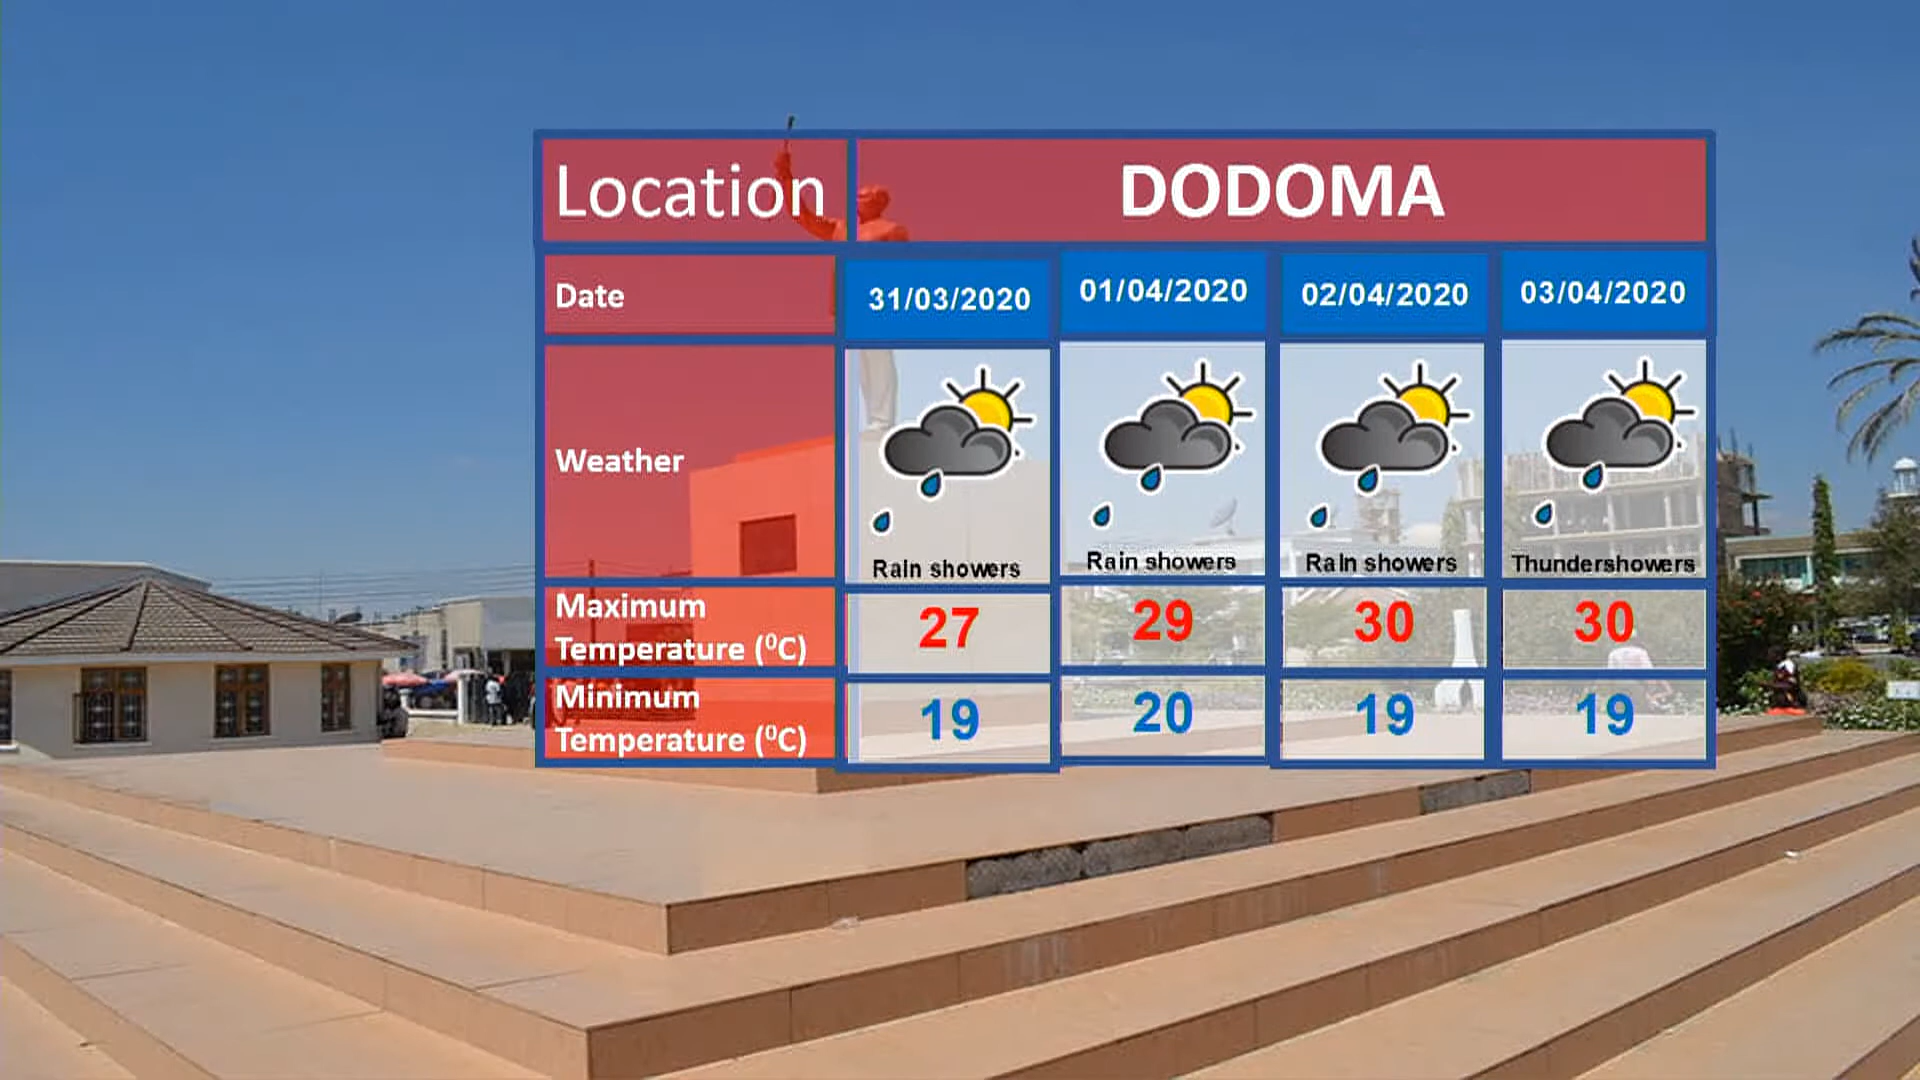 Location DODOMA
Date 31/03/2020 01/04/2020 02/04/2020 03/04/2020
Weather
Rain showers Rain showers Rain showers Thundershowers
Maximum
Temperature (⁰C) 27 29 30 30
Minimum
Temperature (⁰C) 19 20 19 19